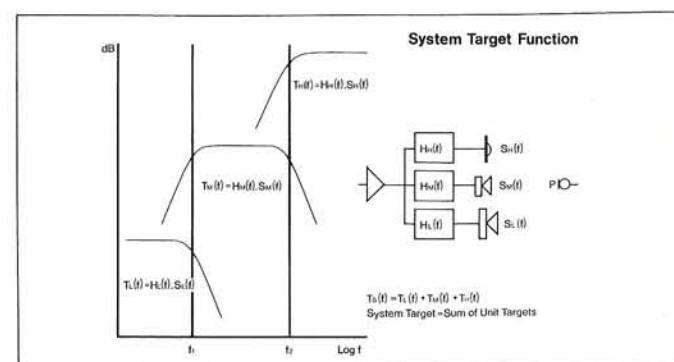 System Target Function
dB
TH(f)=HH(f).SH(f)
TM(f)=HM(f).SM(f)
TL(f)=HL(f).SL(f)
f1
f2
Log f
HH(f)
SH(f)
HM(f)
SM(f)
P
HL(f)
SL(f)
TS(f)=TL(f)+TM(f)+TH(f)
System Target=Sum of Unit Targets